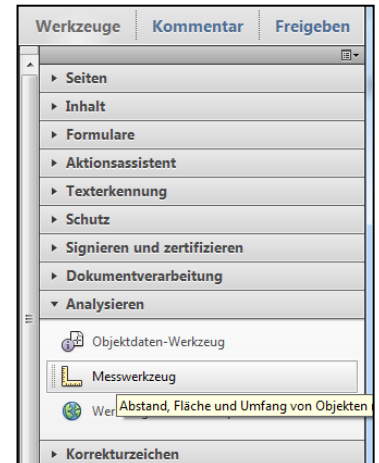 Werkzeuge Kommentar Freigeben
Seiten
Inhalt
Formulare
Aktionsassistent
Texterkennung
Schutz
Signieren und zertifizieren
Dokumentverarbeitung
Analysieren
Objektdaten-Werkzeug
Messwerkzeug
Abstand, Fläche und Umfang von Objekten
Korrekturzeichen